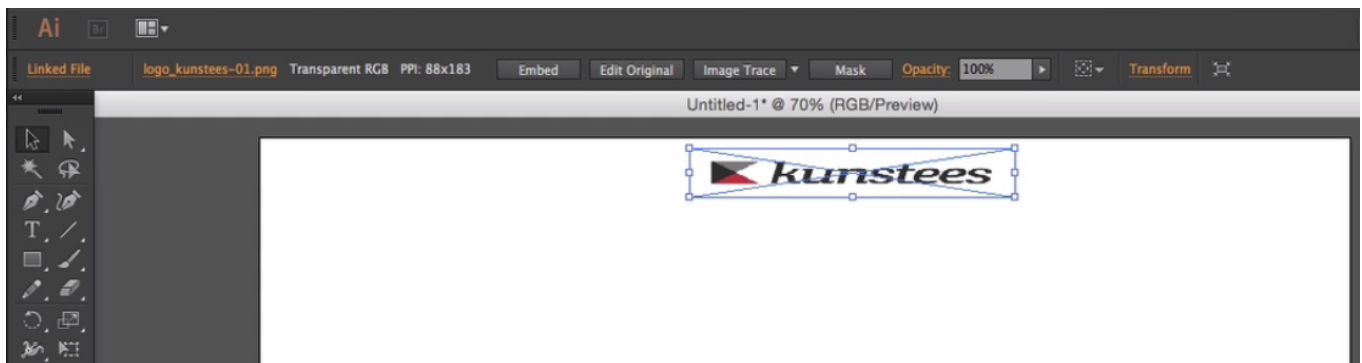 Ai Br
Linked File logo_kunstees-01.png Transparent RGB PPI: 88x183 Embed Edit Original Image Trace Mask Opacity: 100% Transform
Untitled-1* @ 70% (RGB/Preview)
kunstees
T